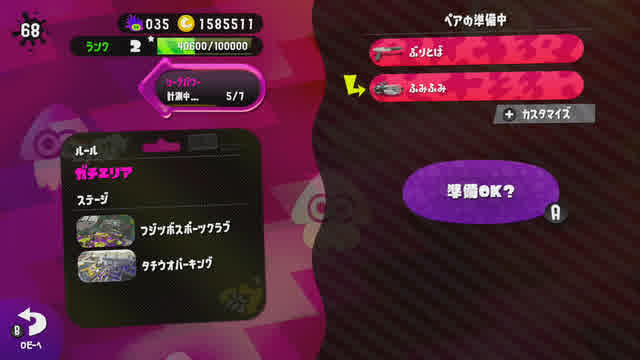 68
035
1585511
ランク 2 40600/100000
リーグパワー
計測中... 5/7
ルール
ガチエリア
ステージ
フジツボスポーツクラブ
タチウオパーキング
B
ロビーへ
ペアの準備中
ぷりとば
ふみふみ
+ カスタマイズ
準備OK?
A